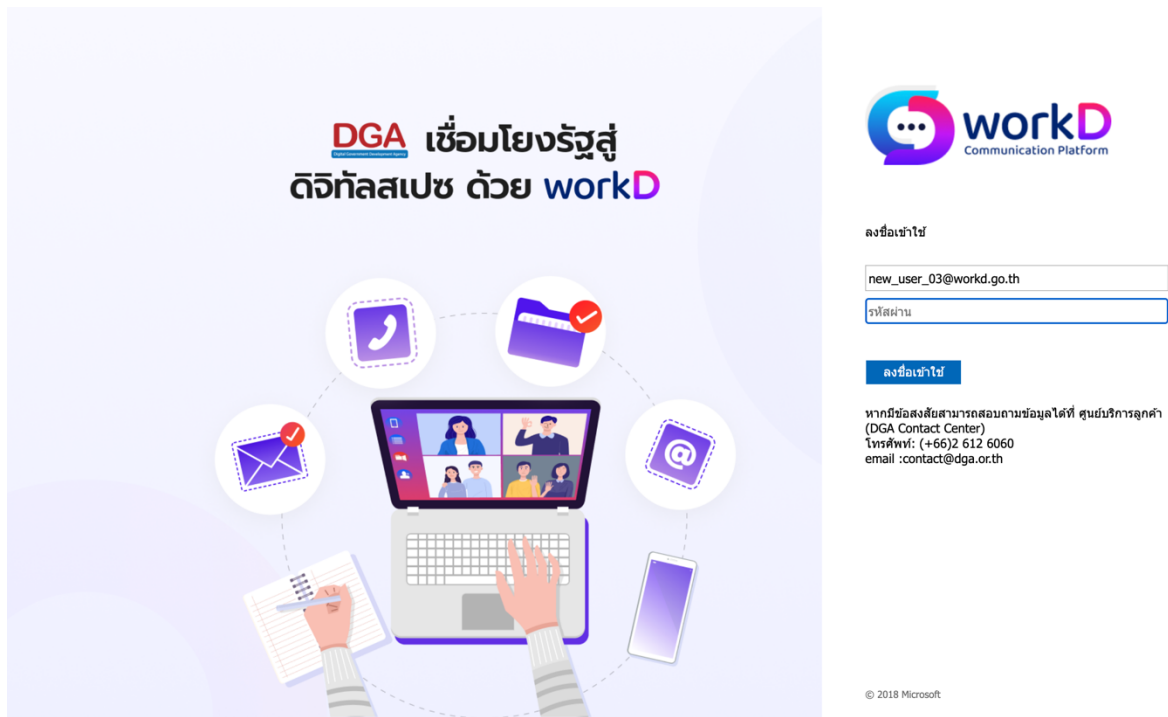 DGA เชื่อมโยงรัฐสู่
Digital Government Development Agency
ดิจิทัลสเปซ ด้วย workD
workD
Communication Platform
ลงชื่อเข้าใช้
new_user_03@workd.go.th
รหัสผ่าน
ลงชื่อเข้าใช้
หากมีข้อสงสัยสามารถสอบถามข้อมูลได้ที่ ศูนย์บริการลูกค้า
(DGA Contact Center)
โทรศัพท์: (+66)2 612 6060
email :contact@dga.or.th
© 2018 Microsoft